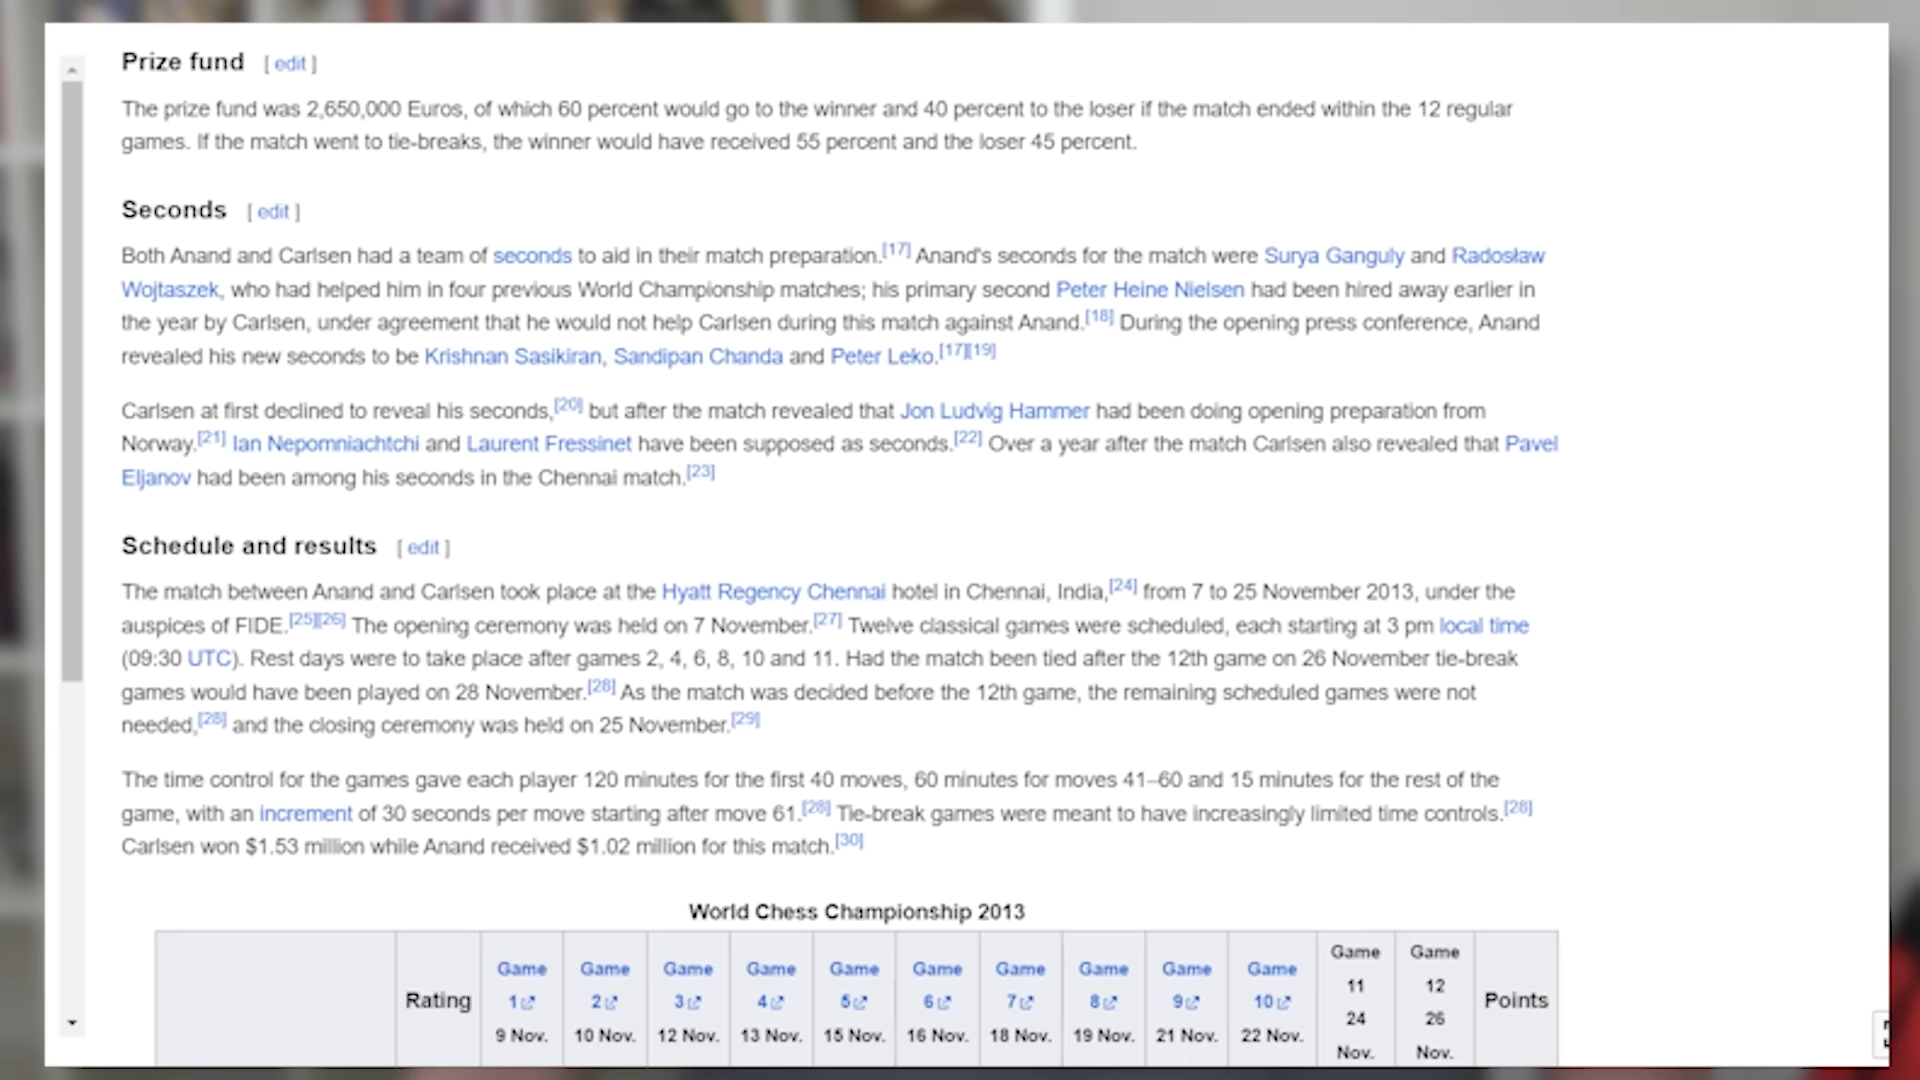 Prize fund [ edit ]
The prize fund was 2,650,000 Euros, of which 60 percent would go to the winner and 40 percent to the loser if the match ended within the 12 regular
games. If the match went to tie-breaks, the winner would have received 55 percent and the loser 45 percent.
Seconds [ edit ]
Both Anand and Carlsen had a team of seconds to aid in their match preparation.[17] Anand's seconds for the match were Surya Ganguly and Radosław
Wojtaszek, who had helped him in four previous World Championship matches; his primary second Peter Heine Nielsen had been hired away earlier in
the year by Carlsen, under agreement that he would not help Carlsen during this match against Anand.[18] During the opening press conference, Anand
revealed his new seconds to be Krishnan Sasikiran, Sandipan Chanda and Peter Leko.[17][19]
Carlsen at first declined to reveal his seconds,[20] but after the match revealed that Jon Ludvig Hammer had been doing opening preparation from
Norway.[21] Ian Nepomniachtchi and Laurent Fressinet have been supposed as seconds.[22] Over a year after the match Carlsen also revealed that Pavel
Eljanov had been among his seconds in the Chennai match.[23]
Schedule and results [ edit ]
The match between Anand and Carlsen took place at the Hyatt Regency Chennai hotel in Chennai, India,[24] from 7 to 25 November 2013, under the
auspices of FIDE.[25][26] The opening ceremony was held on 7 November.[27] Twelve classical games were scheduled, each starting at 3 pm local time
(09:30 UTC). Rest days were to take place after games 2, 4, 6, 8, 10 and 11. Had the match been tied after the 12th game on 26 November tie-break
games would have been played on 28 November.[28] As the match was decided before the 12th game, the remaining scheduled games were not
needed,[28] and the closing ceremony was held on 25 November.[29]
The time control for the games gave each player 120 minutes for the first 40 moves, 60 minutes for moves 41–60 and 15 minutes for the rest of the
game, with an increment of 30 seconds per move starting after move 61.[28] Tie-break games were meant to have increasingly limited time controls.[28]
Carlsen won $1.53 million while Anand received $1.02 million for this match.[30]
World Chess Championship 2013
Rating
Game 1 9 Nov.
Game 2 10 Nov.
Game 3 12 Nov.
Game 4 13 Nov.
Game 5 15 Nov.
Game 6 16 Nov.
Game 7 18 Nov.
Game 8 19 Nov.
Game 9 21 Nov.
Game 10 22 Nov.
Game 11 24 Nov.
Game 12 26 Nov.
Points